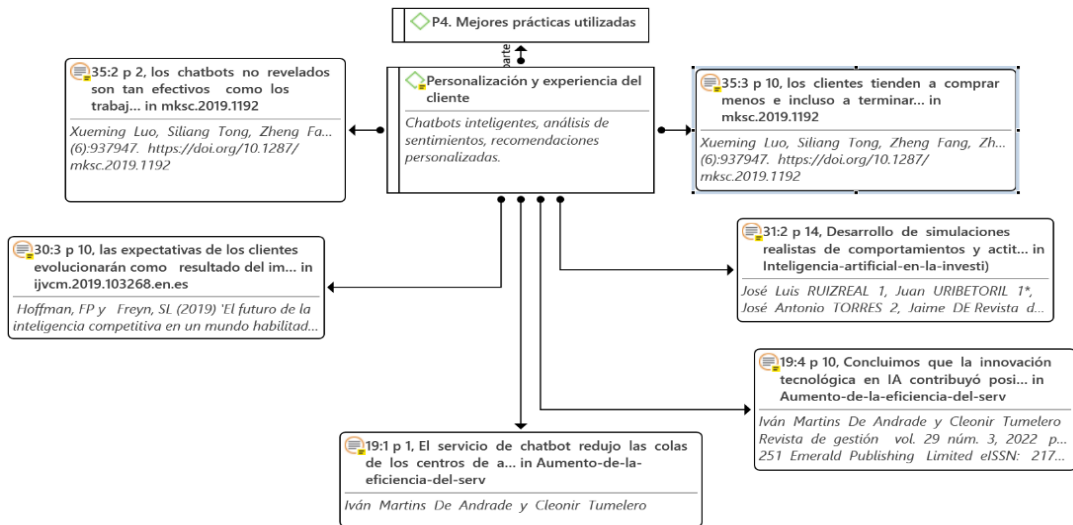 P4. Mejores prácticas utilizadas
parte
35:2 p 2, los chatbots no revelados
son tan efectivos como los
trabaj... in mksc.2019.1192
Xueming Luo, Siliang Tong, Zheng Fa...
(6):937947. https://doi.org/10.1287/
mksc.2019.1192
Personalización y experiencia del
cliente
Chatbots inteligentes, análisis de
sentimientos, recomendaciones
personalizadas.
35:3 p 10, los clientes tienden a comprar
menos e incluso a terminar... in
mksc.2019.1192
Xueming Luo, Siliang Tong, Zheng Fang, Zh...
(6):937947. https://doi.org/10.1287/
mksc.2019.1192
30:3 p 10, las expectativas de los clientes
evolucionarán como resultado del im... in
ijvcm.2019.103268.en.es
Hoffman, FP y Freyn, SL (2019) 'El futuro de la
inteligencia competitiva en un mundo habilitad...
31:2 p 14, Desarrollo de simulaciones
realistas de comportamientos y actit... in
Inteligencia-artificial-en-la-investi)
José Luis RUIZREAL 1, Juan URIBETORIL 1*,
José Antonio TORRES 2, Jaime DE Revista d...
19:4 p 10, Concluimos que la innovación
tecnológica en IA contribuyó posi... in
Aumento-de-la-eficiencia-del-serv
Iván Martins De Andrade y Cleonir Tumelero
Revista de gestión vol. 29 núm. 3, 2022 p...
251 Emerald Publishing Limited eISSN: 217...
19:1 p 1, El servicio de chatbot redujo las colas
de los centros de a... in Aumento-de-la-
eficiencia-del-serv
Iván Martins De Andrade y Cleonir Tumelero